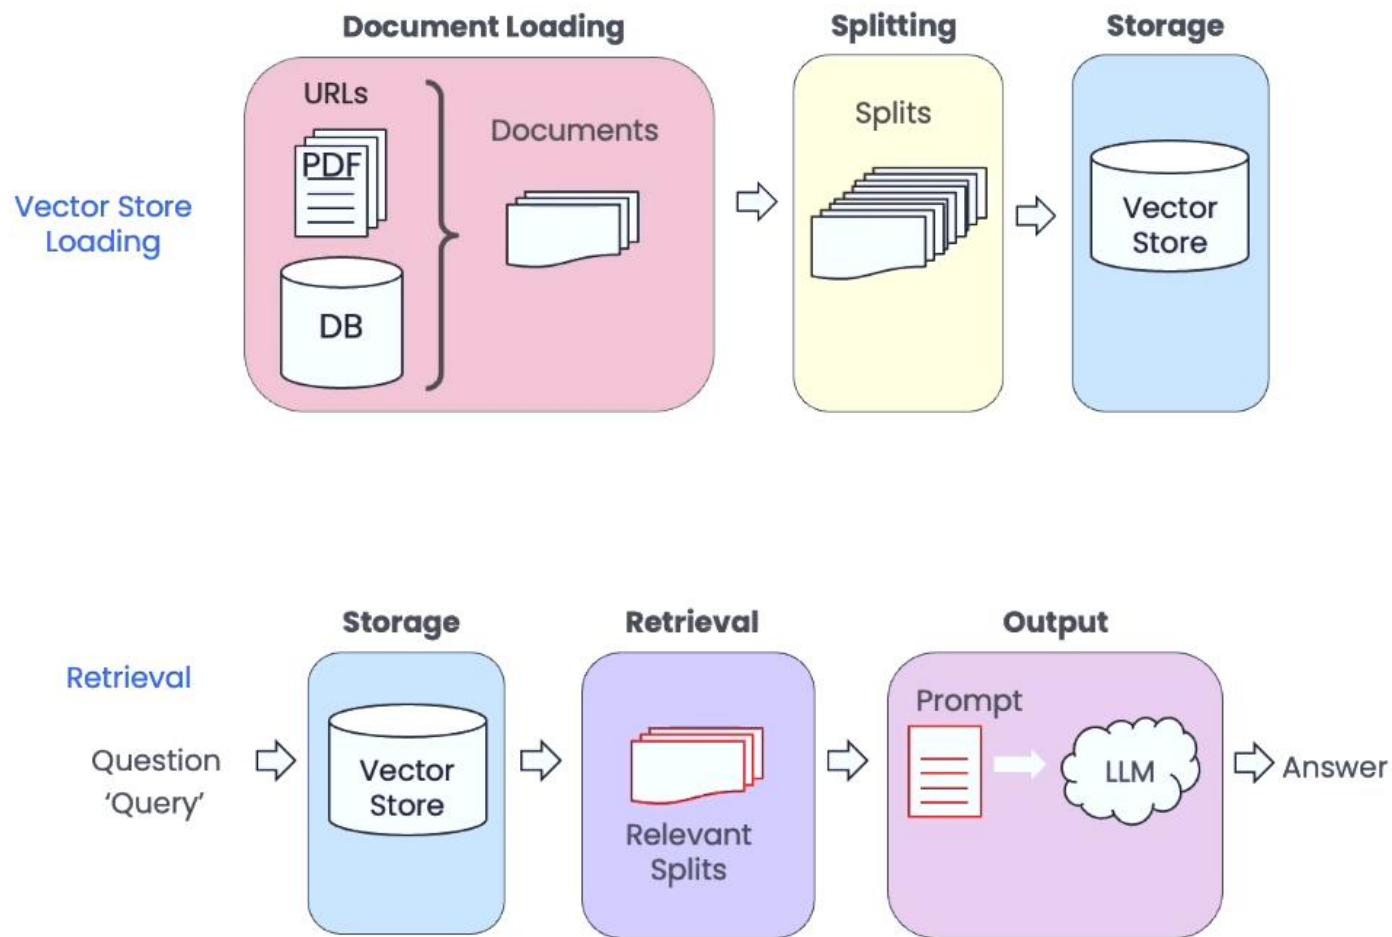 Document Loading
Splitting
Storage
URLs
PDF
DB
Documents
Splits
Vector
Store
Vector Store
Loading
Storage
Retrieval
Output
Retrieval
Question
‘Query’
Vector
Store
Relevant
Splits
Prompt
LLM
Answer